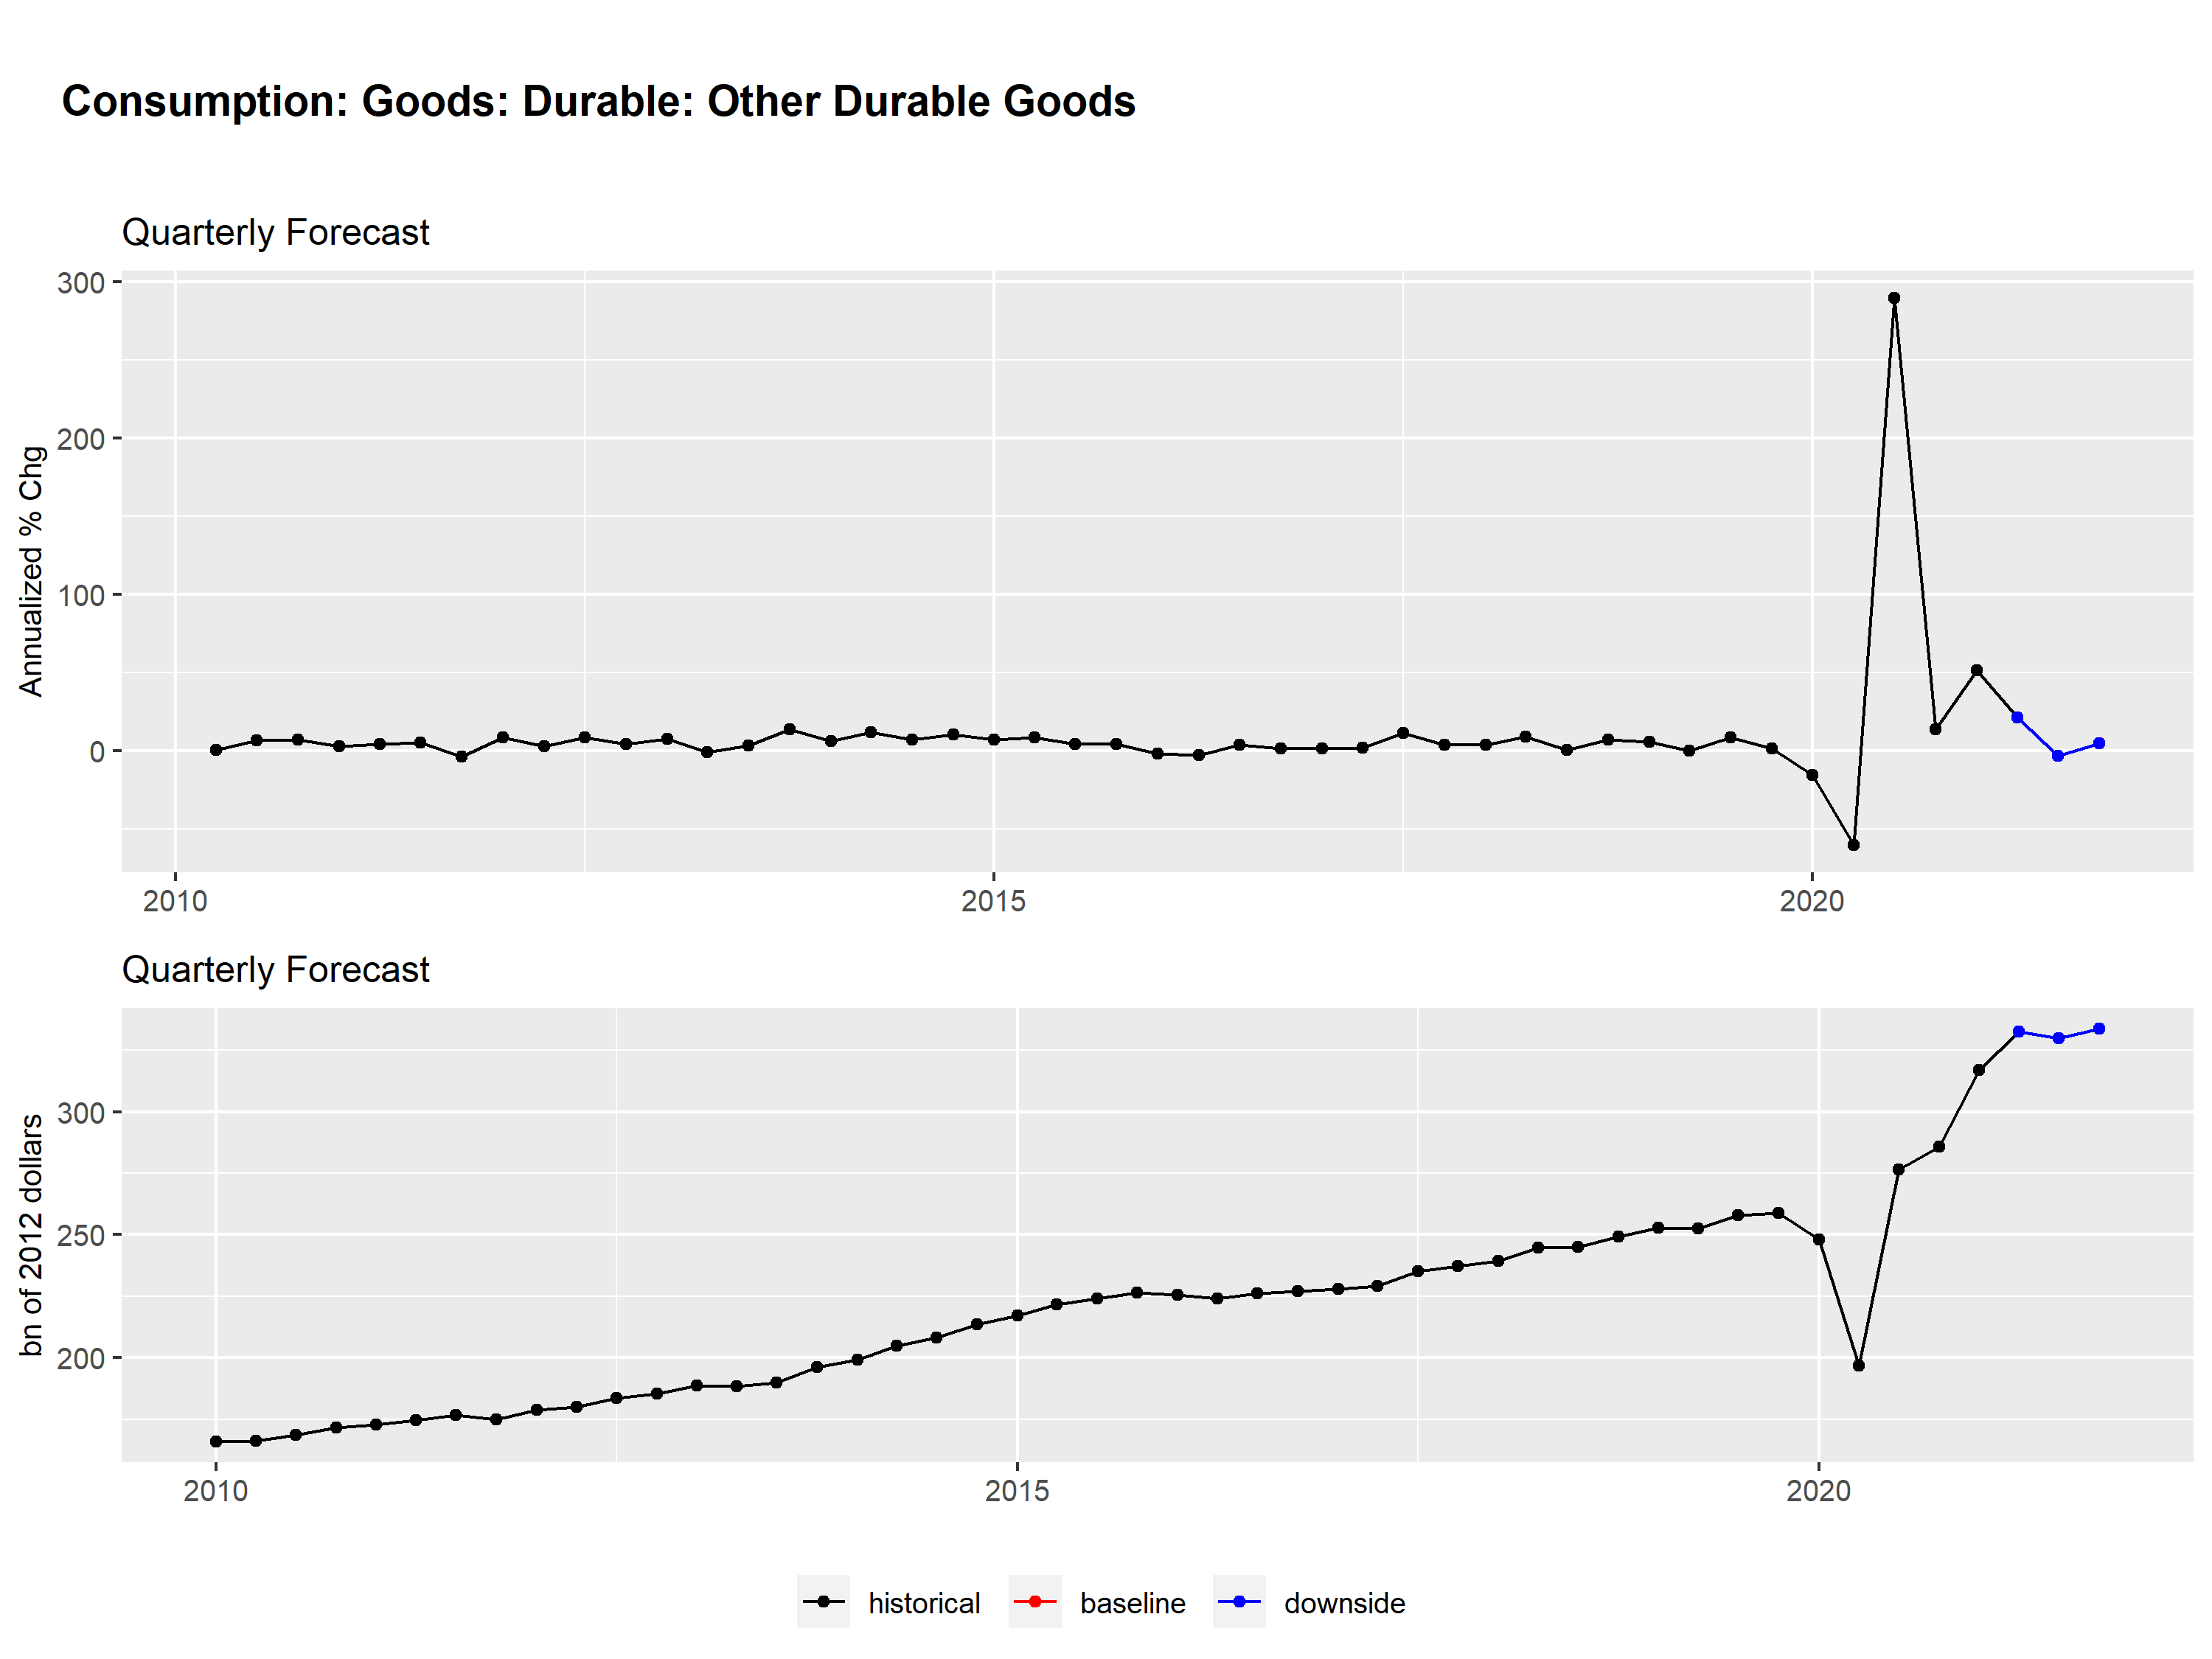 Consumption: Goods: Durable: Other Durable Goods
Quarterly Forecast
Annualized % Chg
300
200
100
0
2010 2015 2020
Quarterly Forecast
bn of 2012 dollars
300
250
200
2010 2015 2020
historical baseline downside